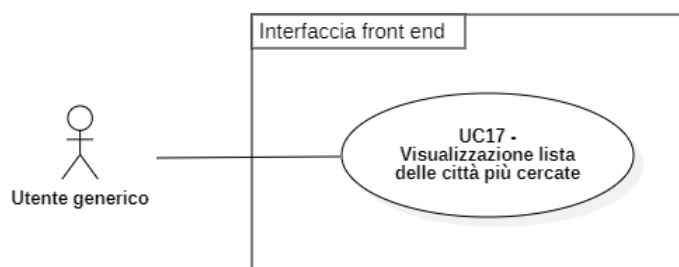 Interfaccia front end
UC17 -
Visualizzazione lista
delle città più cercate
Utente generico